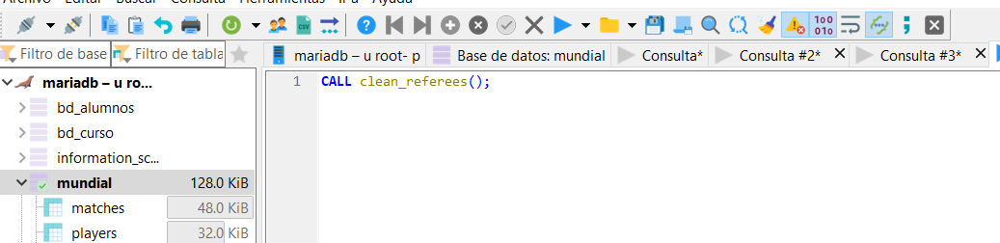 Archivo Editar Buscar Consulta Herramientas Ir a Ayuda
Filtro de base Filtro de tabla mariadb – u root- p Base de datos: mundial Consulta* Consulta #2* Consulta #3*
mariadb – u ro... 1 CALL clean_referees();
bd_alumnos
bd_curso
information_sc...
mundial 128.0 KiB
matches 48.0 KiB
players 32.0 KiB